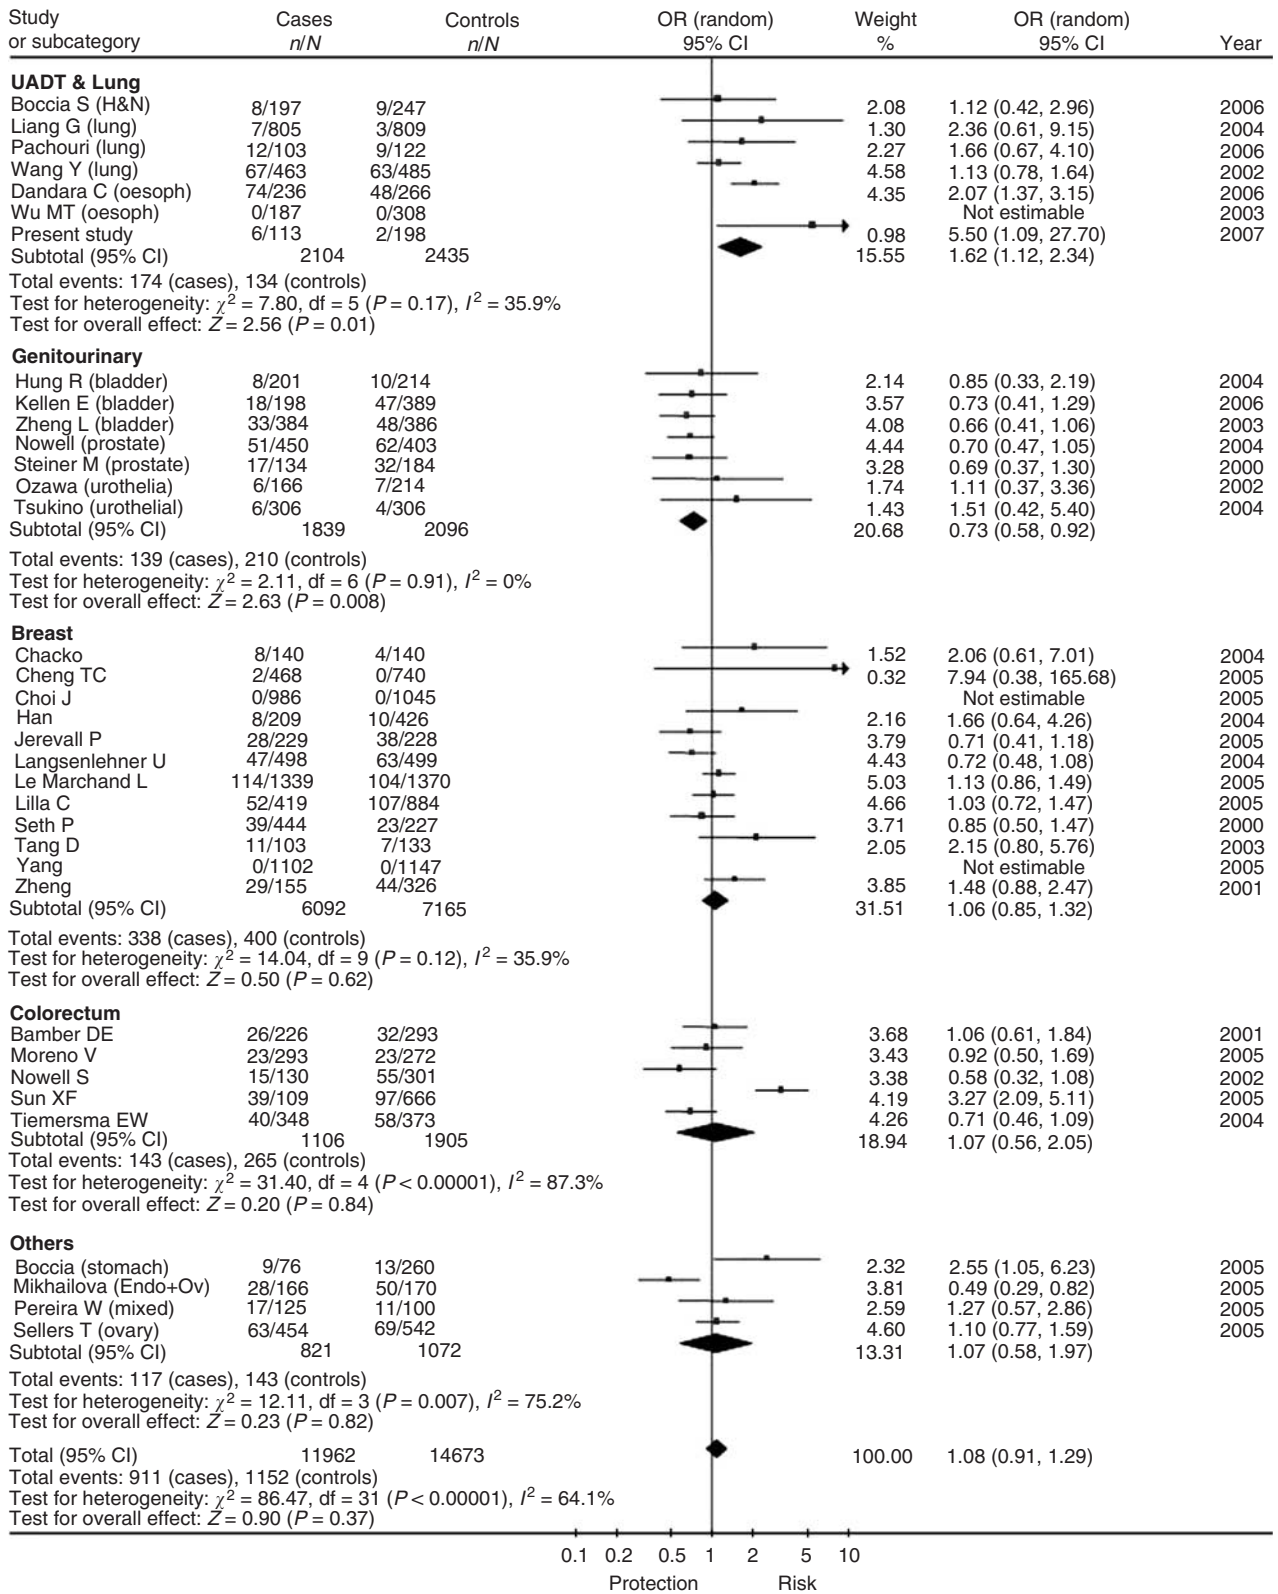 Study Cases Controls OR (random) Weight OR (random)
or subcategory n/N n/N 95% CI % 95% CI Year
UADT & Lung
Boccia S (H&N) 8/197 9/247 2.08 1.12 (0.42, 2.96) 2006
Liang G (lung) 7/805 3/809 1.30 2.36 (0.61, 9.15) 2004
Pachouri (lung) 12/103 9/122 2.27 1.66 (0.67, 4.10) 2006
Wang Y (lung) 67/463 63/485 4.58 1.13 (0.78, 1.64) 2002
Dandara C (oesoph) 74/236 48/266 4.35 2.07 (1.37, 3.15) 2006
Wu MT (oesoph) 0/187 0/308 Not estimable 2003
Present study 6/113 2/198 0.98 5.50 (1.09, 27.70) 2007
Subtotal (95% CI) 2104 2435 15.55 1.62 (1.12, 2.34)
Total events: 174 (cases), 134 (controls)
Test for heterogeneity: χ² = 7.80, df = 5 (P = 0.17), I² = 35.9%
Test for overall effect: Z = 2.56 (P = 0.01)
Genitourinary
Hung R (bladder) 8/201 10/214 2.14 0.85 (0.33, 2.19) 2004
Kellen E (bladder) 18/198 47/389 3.57 0.73 (0.41, 1.29) 2006
Zheng L (bladder) 33/384 48/386 4.08 0.66 (0.41, 1.06) 2003
Nowell (prostate) 51/450 62/403 4.44 0.70 (0.47, 1.05) 2004
Steiner M (prostate) 17/134 32/184 3.28 0.69 (0.37, 1.30) 2000
Ozawa (urothelia) 6/166 7/214 1.74 1.11 (0.37, 3.36) 2002
Tsukino (urothelial) 6/306 4/306 1.43 1.51 (0.42, 5.40) 2004
Subtotal (95% CI) 1839 2096 20.68 0.73 (0.58, 0.92)
Total events: 139 (cases), 210 (controls)
Test for heterogeneity: χ² = 2.11, df = 6 (P = 0.91), I² = 0%
Test for overall effect: Z = 2.63 (P = 0.008)
Breast
Chacko 8/140 4/140 1.52 2.06 (0.61, 7.01) 2004
Cheng TC 2/468 0/740 0.32 7.94 (0.38, 165.68) 2005
Choi J 0/986 0/1045 Not estimable 2005
Han 8/209 10/426 2.16 1.66 (0.64, 4.26) 2004
Jerevall P 28/229 38/228 3.79 0.71 (0.41, 1.18) 2005
Langsenlehner U 47/498 63/499 4.43 0.72 (0.48, 1.08) 2004
Le Marchand L 114/1339 104/1370 5.03 1.13 (0.86, 1.49) 2005
Lilla C 52/419 107/884 4.66 1.03 (0.72, 1.47) 2005
Seth P 39/444 23/227 3.71 0.85 (0.50, 1.47) 2000
Tang D 11/103 7/133 2.05 2.15 (0.80, 5.76) 2003
Yang 0/1102 0/1147 Not estimable 2005
Zheng 29/155 44/326 3.85 1.48 (0.88, 2.47) 2001
Subtotal (95% CI) 6092 7165 31.51 1.06 (0.85, 1.32)
Total events: 338 (cases), 400 (controls)
Test for heterogeneity: χ² = 14.04, df = 9 (P = 0.12), I² = 35.9%
Test for overall effect: Z = 0.50 (P = 0.62)
Colorectum
Bamber DE 26/226 32/293 3.68 1.06 (0.61, 1.84) 2001
Moreno V 23/293 23/272 3.43 0.92 (0.50, 1.69) 2005
Nowell S 15/130 55/301 3.38 0.58 (0.32, 1.08) 2002
Sun XF 39/109 97/666 4.19 3.27 (2.09, 5.11) 2005
Tiemersma EW 40/348 58/373 4.26 0.71 (0.46, 1.09) 2004
Subtotal (95% CI) 1106 1905 18.94 1.07 (0.56, 2.05)
Total events: 143 (cases), 265 (controls)
Test for heterogeneity: χ² = 31.40, df = 4 (P < 0.00001), I² = 87.3%
Test for overall effect: Z = 0.20 (P = 0.84)
Others
Boccia (stomach) 9/76 13/260 2.32 2.55 (1.05, 6.23) 2005
Mikhailova (Endo+Ov) 28/166 50/170 3.81 0.49 (0.29, 0.82) 2005
Pereira W (mixed) 17/125 11/100 2.59 1.27 (0.57, 2.86) 2005
Sellers T (ovary) 63/454 69/542 4.60 1.10 (0.77, 1.59) 2005
Subtotal (95% CI) 821 1072 13.31 1.07 (0.58, 1.97)
Total events: 117 (cases), 143 (controls)
Test for heterogeneity: χ² = 12.11, df = 3 (P = 0.007), I² = 75.2%
Test for overall effect: Z = 0.23 (P = 0.82)
Total (95% CI) 11962 14673 100.00 1.08 (0.91, 1.29)
Total events: 911 (cases), 1152 (controls)
Test for heterogeneity: χ² = 86.47, df = 31 (P < 0.00001), I² = 64.1%
Test for overall effect: Z = 0.90 (P = 0.37)
0.1 0.2 0.5 1 2 5 10
Protection Risk